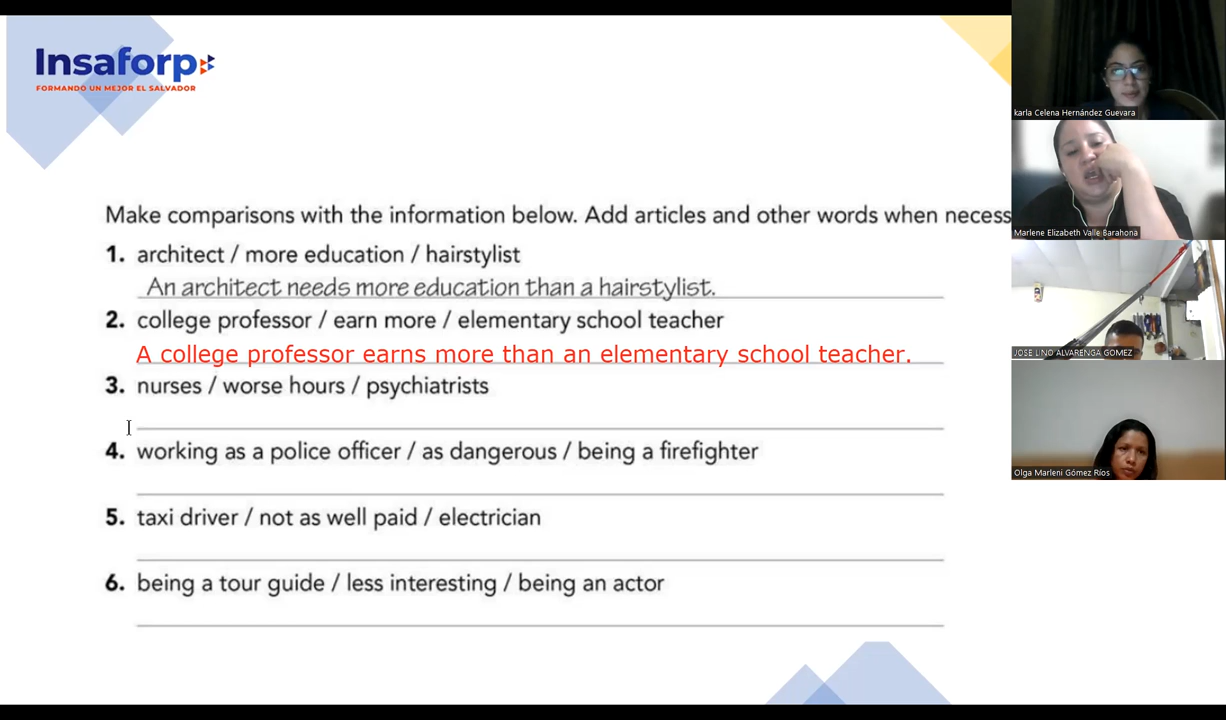 Insaforp
FORMANDO UN MEJOR EL SALVADOR
Make comparisons with the information below. Add articles and other words when necess
1. architect / more education / hairstylist
An architect needs more education than a hairstylist.
2. college professor / earn more / elementary school teacher
A college professor earns more than an elementary school teacher.
3. nurses / worse hours / psychiatrists
4. working as a police officer / as dangerous / being a firefighter
5. taxi driver / not as well paid / electrician
6. being a tour guide / less interesting / being an actor
karla Celena Hernández Guevara
Marlene Elizabeth Valle Barahona
JOSE LINO ALVARENGA GOMEZ
Olga Marleni Gómez Ríos